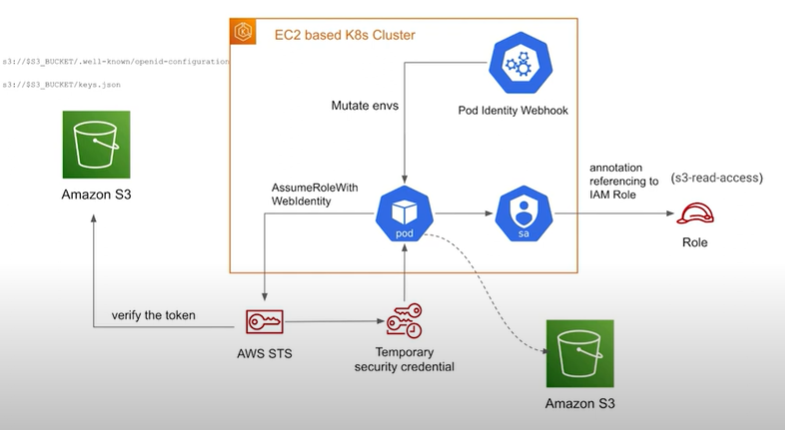 EC2 based K8s Cluster
s3://$S3_BUCKET/.well-known/openid-configuration
s3://$S3_BUCKET/keys.json
Mutate envs
Pod Identity Webhook
Amazon S3
AssumeRoleWith
WebIdentity
pod
sa
annotation
referencing to
IAM Role
(s3-read-access)
Role
verify the token
AWS STS
Temporary
security credential
Amazon S3